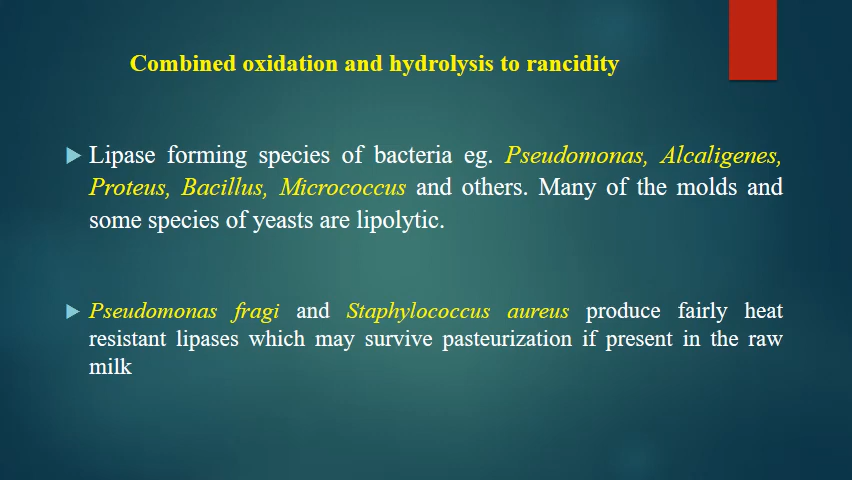 Combined oxidation and hydrolysis to rancidity
Lipase forming species of bacteria eg. Pseudomonas, Alcaligenes,
Proteus, Bacillus, Micrococcus and others. Many of the molds and
some species of yeasts are lipolytic.
Pseudomonas fragi and Staphylococcus aureus produce fairly heat
resistant lipases which may survive pasteurization if present in the raw
milk